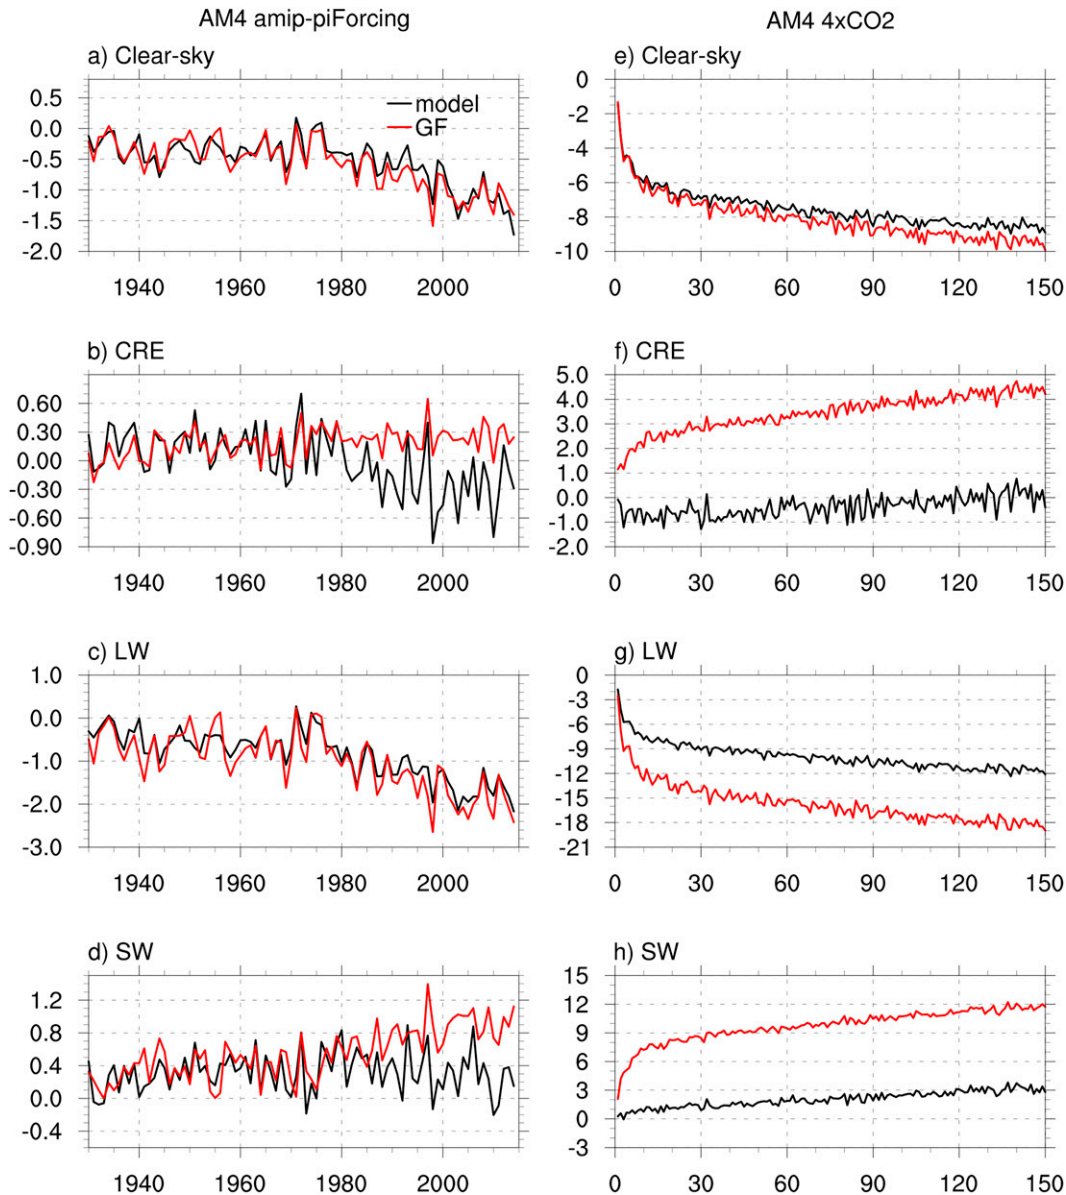 AM4 amip-piForcing
AM4 4xCO2
a) Clear-sky
0.5
0.0
-0.5
-1.0
-1.5
-2.0
model
GF
1940 1960 1980 2000
e) Clear-sky
0
-2
-4
-6
-8
-10
0 30 60 90 120 150
b) CRE
0.60
0.30
0.00
-0.30
-0.60
-0.90
1940 1960 1980 2000
f) CRE
5.0
4.0
3.0
2.0
1.0
0.0
-1.0
-2.0
0 30 60 90 120 150
c) LW
1.0
0.0
-1.0
-2.0
-3.0
1940 1960 1980 2000
g) LW
0
-3
-6
-9
-12
-15
-18
-21
0 30 60 90 120 150
d) SW
1.2
0.8
0.4
0.0
-0.4
1940 1960 1980 2000
h) SW
15
12
9
6
3
0
-3
0 30 60 90 120 150